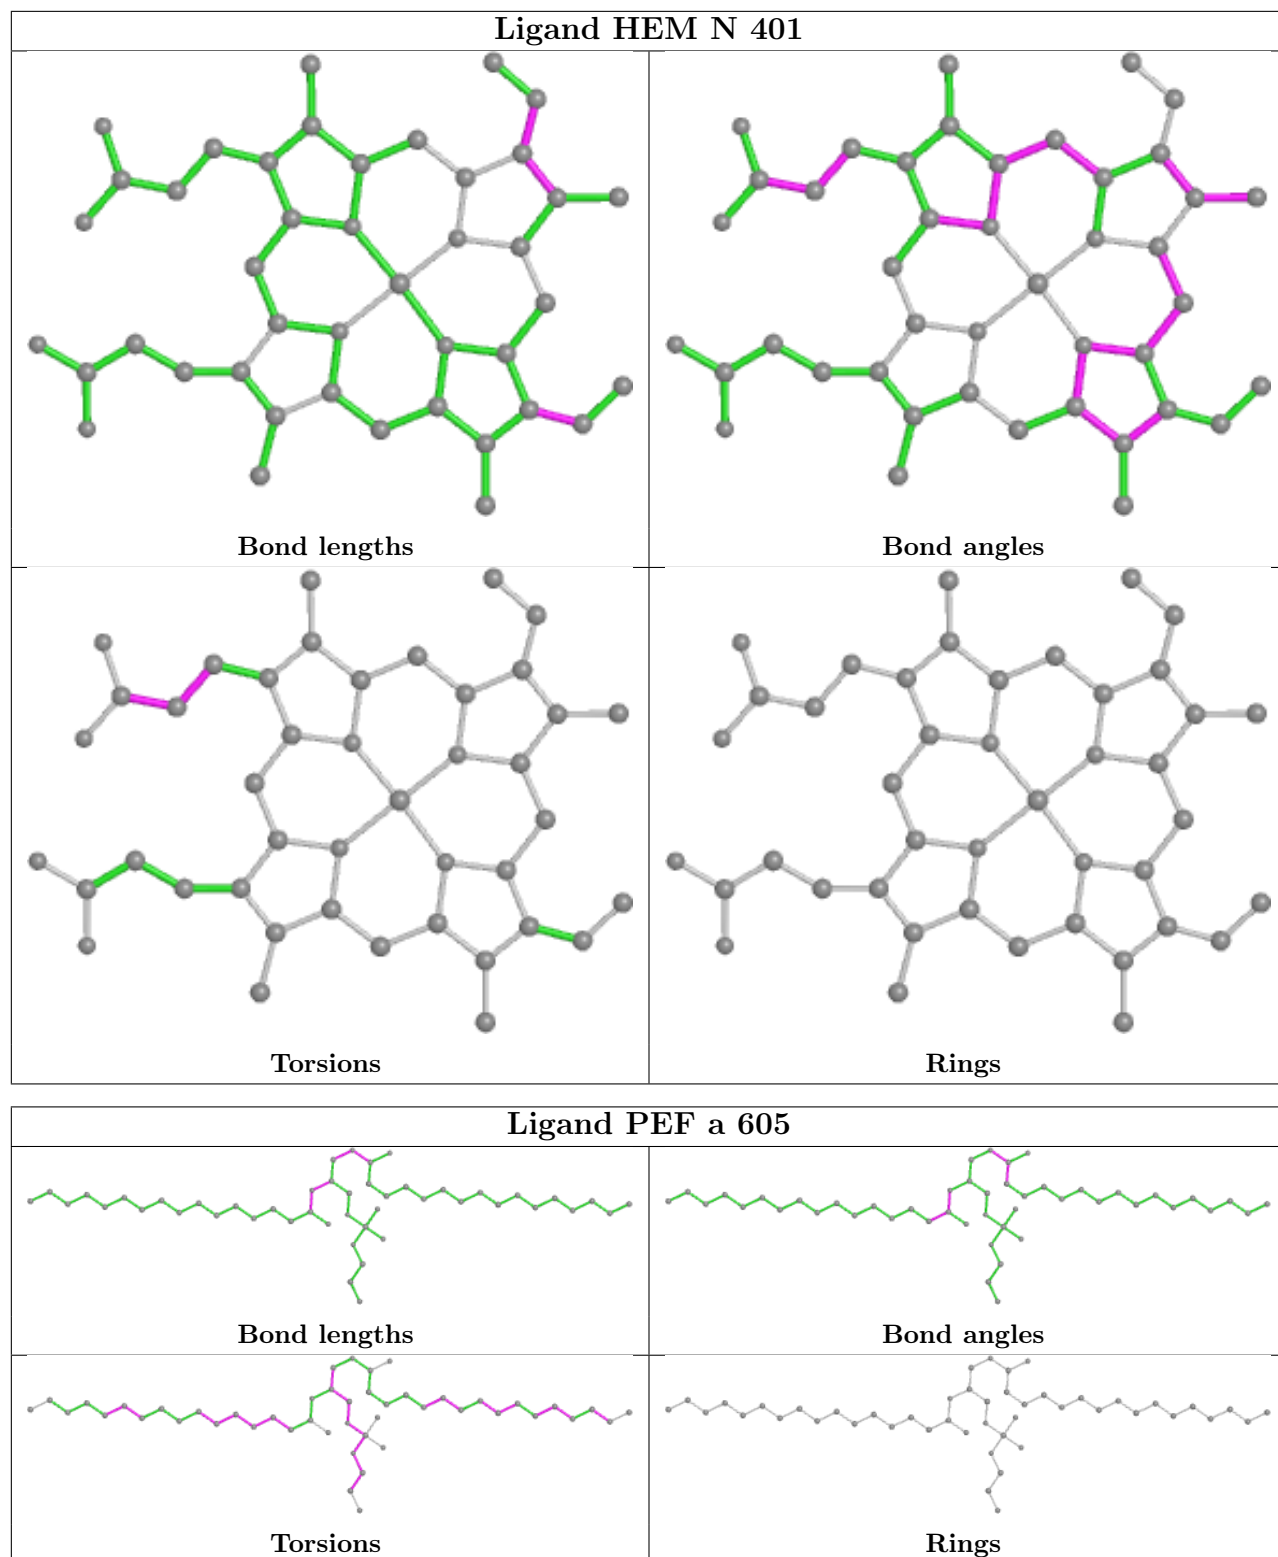 Ligand HEM N 401
Bond lengths
Bond angles
Torsions
Rings
Ligand PEF a 605
Bond lengths
Bond angles
Torsions
Rings